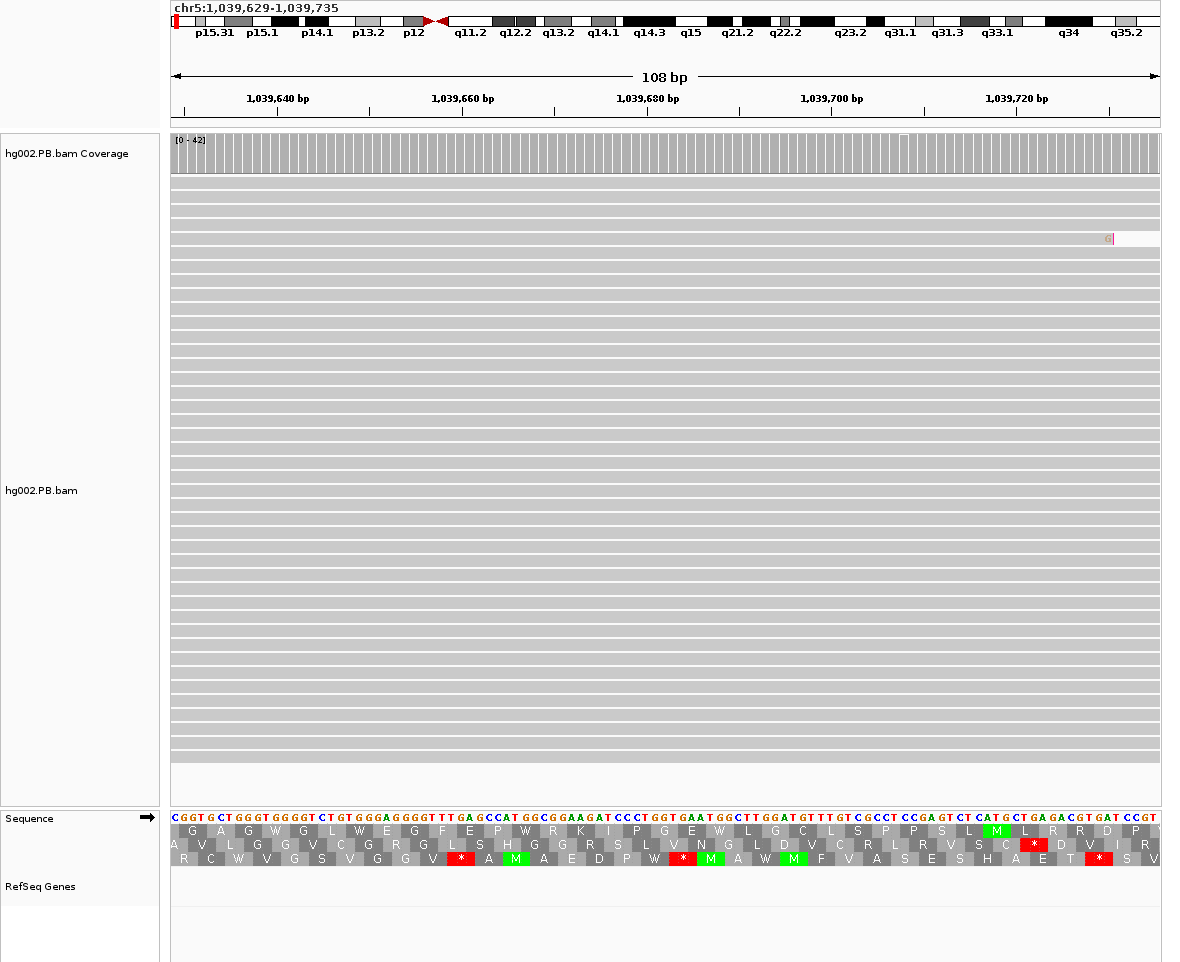 chr5:1,039,629-1,039,735
p15.31 p15.1 p14.1 p13.2 p12 q11.2 q12.2 q13.2 q14.1 q14.3 q15 q21.2 q22.2 q23.2 q31.1 q31.3 q33.1 q34 q35.2
108 bp
1,039,640 bp 1,039,660 bp 1,039,680 bp 1,039,700 bp 1,039,720 bp
hg002.PB.bam Coverage
[0 - 42]
G
hg002.PB.bam
Sequence
CGGTGCTGGGTGGGGTCTGTGGGAGGGGTTTGAGCCATGGCGGAAGATCCCTGGTGAATGGCTTGGATGTTTGTCGCCTCCGAGTCTCATGCTGAGACGTGATCCGT
G A G W G L W E G F E P W R K I P G E W L G C L S P P S L M L R R D P
A V L G G V C G R G L S H G G R S L V N G L D V C R L R V S C * D V I R
R C W V G S V G G V * A M A E D P W * M A W M F V A S E S H A E T * S V
RefSeq Genes